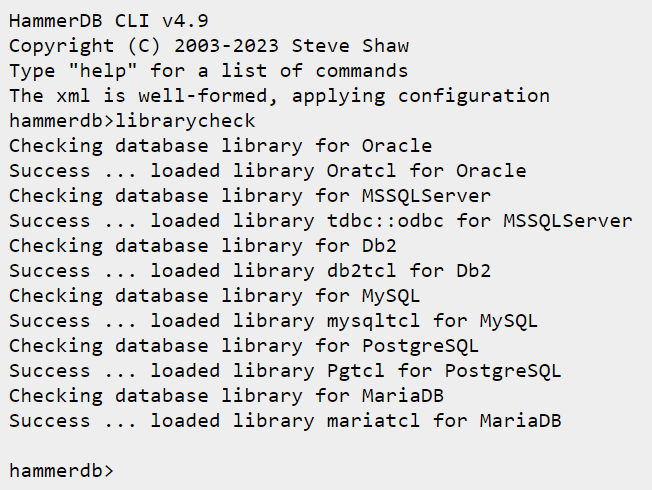 HammerDB CLI v4.9
Copyright (C) 2003-2023 Steve Shaw
Type "help" for a list of commands
The xml is well-formed, applying configuration
hammerdb>librarycheck
Checking database library for Oracle
Success ... loaded library Oratcl for Oracle
Checking database library for MSSQLServer
Success ... loaded library tdbc::odbc for MSSQLServer
Checking database library for Db2
Success ... loaded library db2tcl for Db2
Checking database library for MySQL
Success ... loaded library mysqltcl for MySQL
Checking database library for PostgreSQL
Success ... loaded library Pgtcl for PostgreSQL
Checking database library for MariaDB
Success ... loaded library mariatcl for MariaDB
hammerdb>